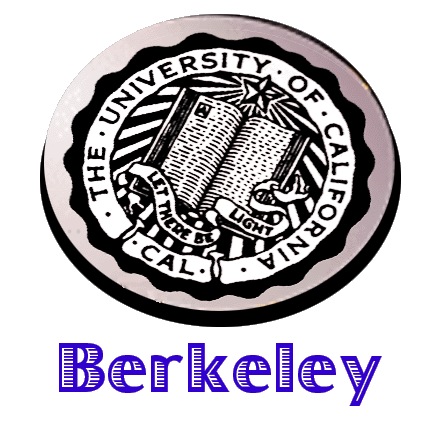 · THE · UNIVERSITY · OF · CALIFORNIA ·
LET THERE BE LIGHT
· CAL ·
Berkeley